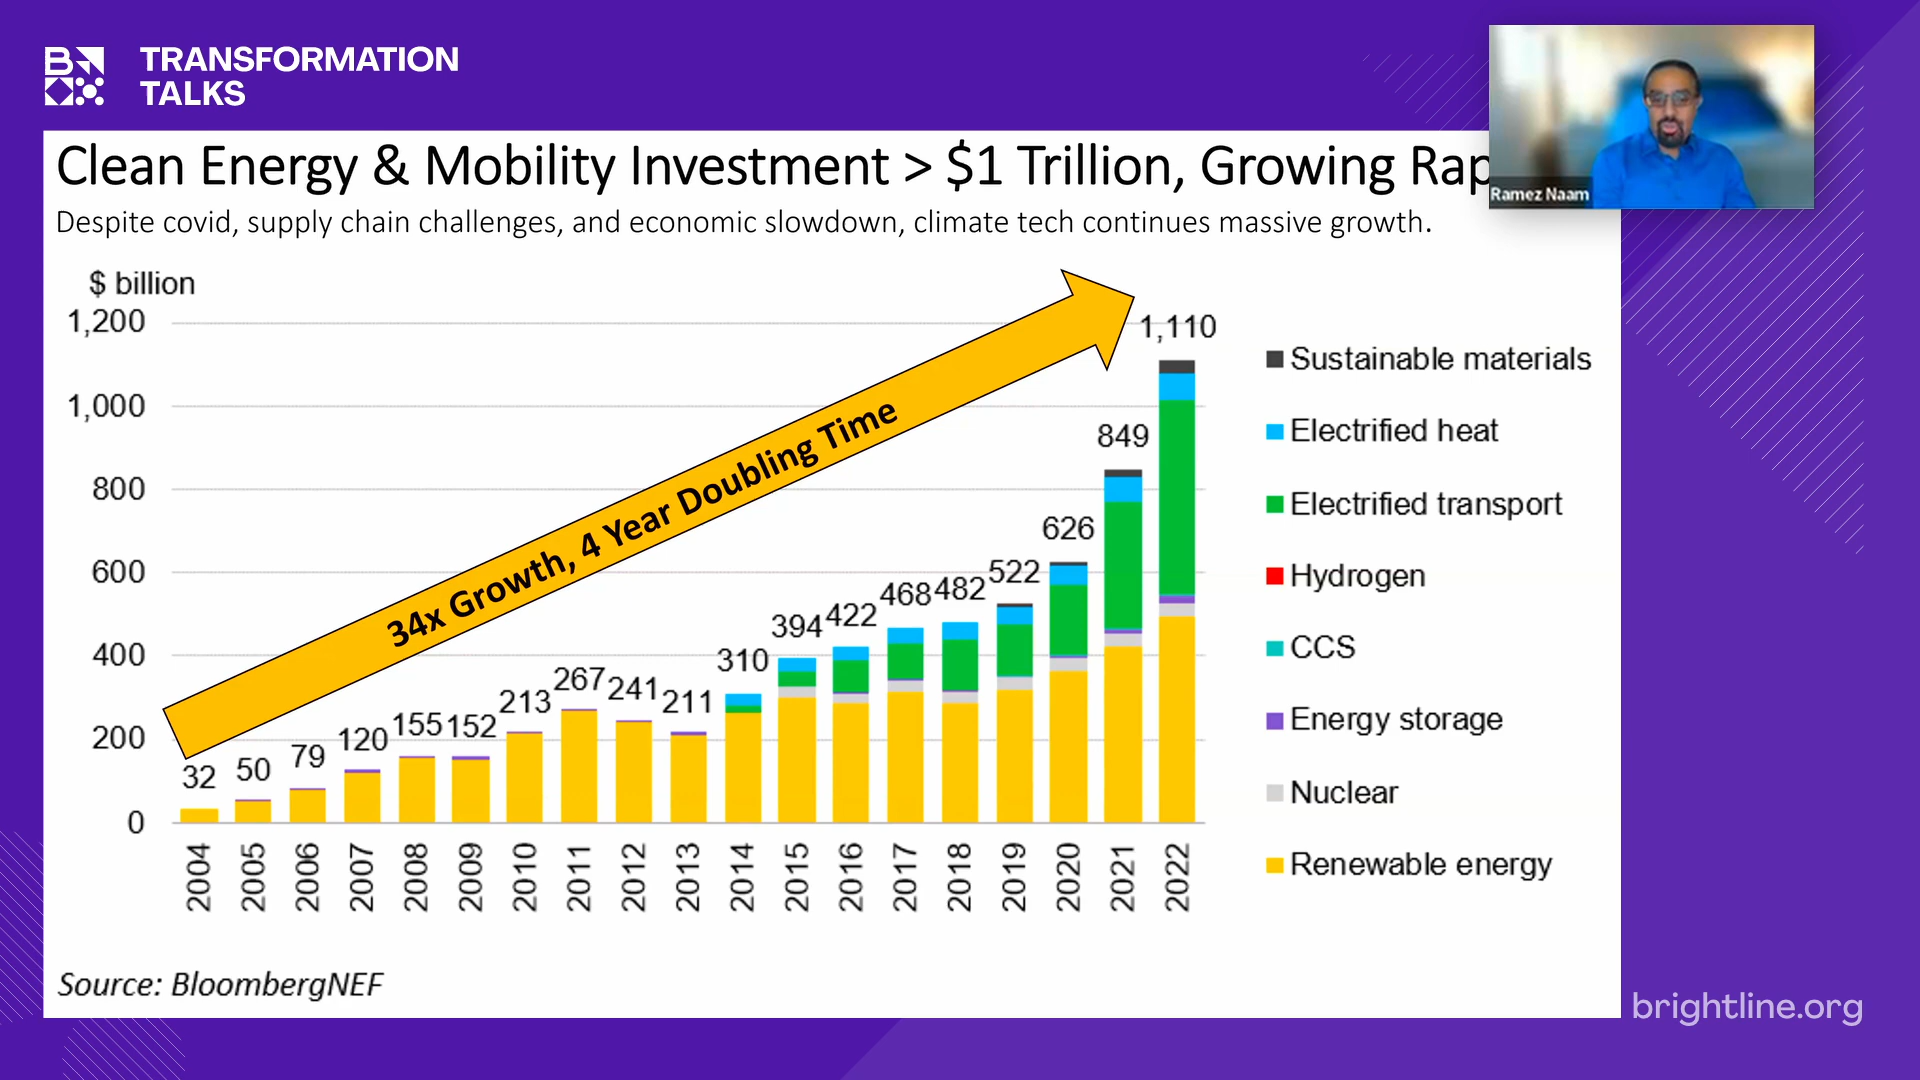 TRANSFORMATION
TALKS
Ramez Naam
Clean Energy & Mobility Investment > $1 Trillion, Growing Rap
Despite covid, supply chain challenges, and economic slowdown, climate tech continues massive growth.
$ billion
1,200
1,000
800
600
400
200
0
34x Growth, 4 Year Doubling Time
32
50
79
120
155
152
213
267
241
211
310
394
422
468
482
522
626
849
1,110
2004
2005
2006
2007
2008
2009
2010
2011
2012
2013
2014
2015
2016
2017
2018
2019
2020
2021
2022
Sustainable materials
Electrified heat
Electrified transport
Hydrogen
CCS
Energy storage
Nuclear
Renewable energy
Source: BloombergNEF
brightline.org